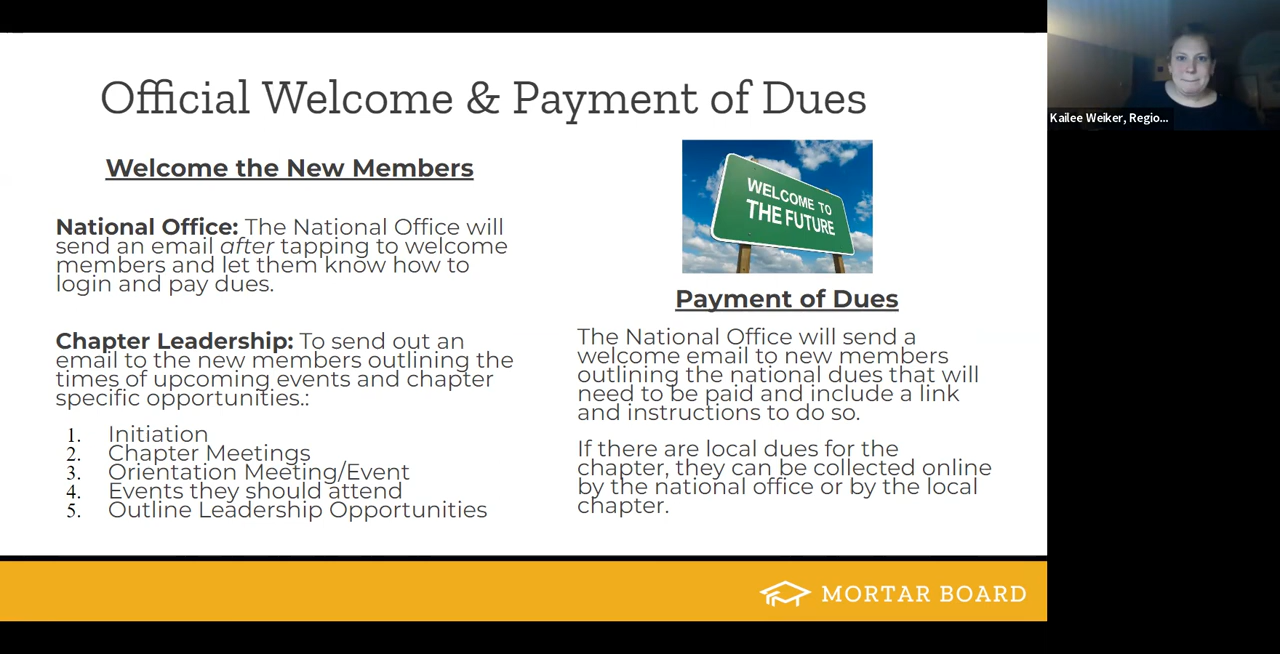 Official Welcome & Payment of Dues
Welcome the New Members
National Office: The National Office will
send an email after tapping to welcome
members and let them know how to
login and pay dues.
Chapter Leadership: To send out an
email to the new members outlining the
times of upcoming events and chapter
specific opportunities.:
1. Initiation
2. Chapter Meetings
3. Orientation Meeting/Event
4. Events they should attend
5. Outline Leadership Opportunities
WELCOME TO
THE FUTURE
Payment of Dues
The National Office will send a
welcome email to new members
outlining the national dues that will
need to be paid and include a link
and instructions to do so.
If there are local dues for the
chapter, they can be collected online
by the national office or by the local
chapter.
MORTAR BOARD
Kailee Weiker, Regio...